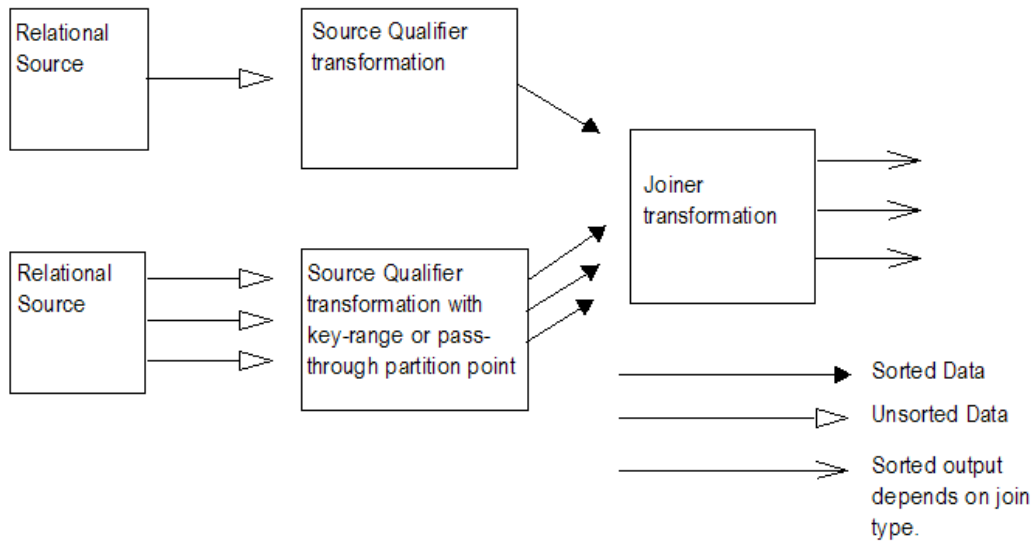 Relational
Source
Source Qualifier
transformation
Joiner
transformation
Relational
Source
Source Qualifier
transformation with
key-range or pass-
through partition point
Sorted Data
Unsorted Data
Sorted output
depends on join
type.